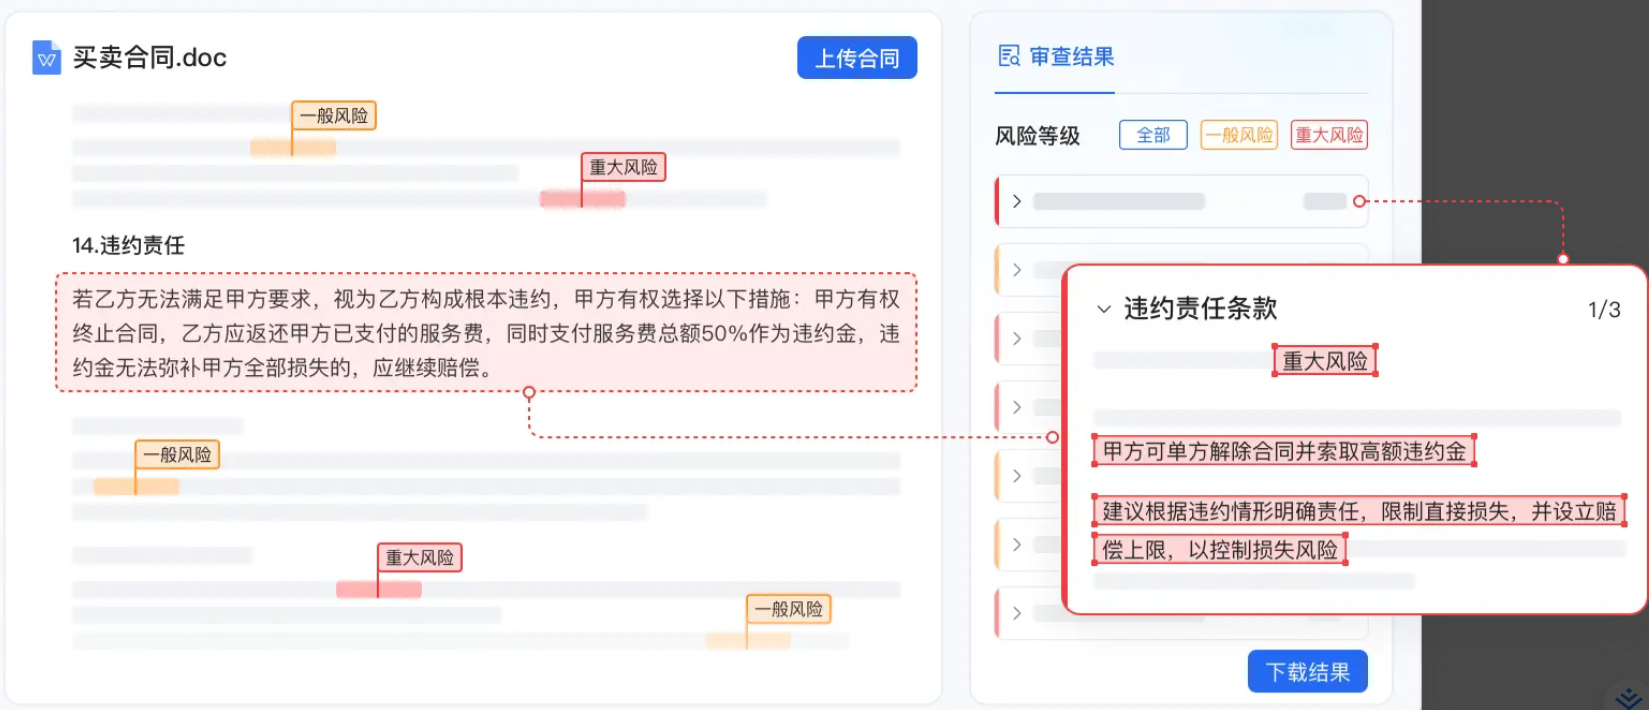 买卖合同.doc
上传合同
一般风险
重大风险
14.违约责任
若乙方无法满足甲方要求，视为乙方构成根本违约，甲方有权选择以下措施：甲方有权
终止合同，乙方应返还甲方已支付的服务费，同时支付服务费总额50%作为违约金，违
约金无法弥补甲方全部损失的，应继续赔偿。
一般风险
重大风险
一般风险
审查结果
风险等级 全部 一般风险 重大风险
违约责任条款 1/3
重大风险
甲方可单方解除合同并索取高额违约金
建议根据违约情形明确责任，限制直接损失，并设立赔
偿上限，以控制损失风险
下载结果